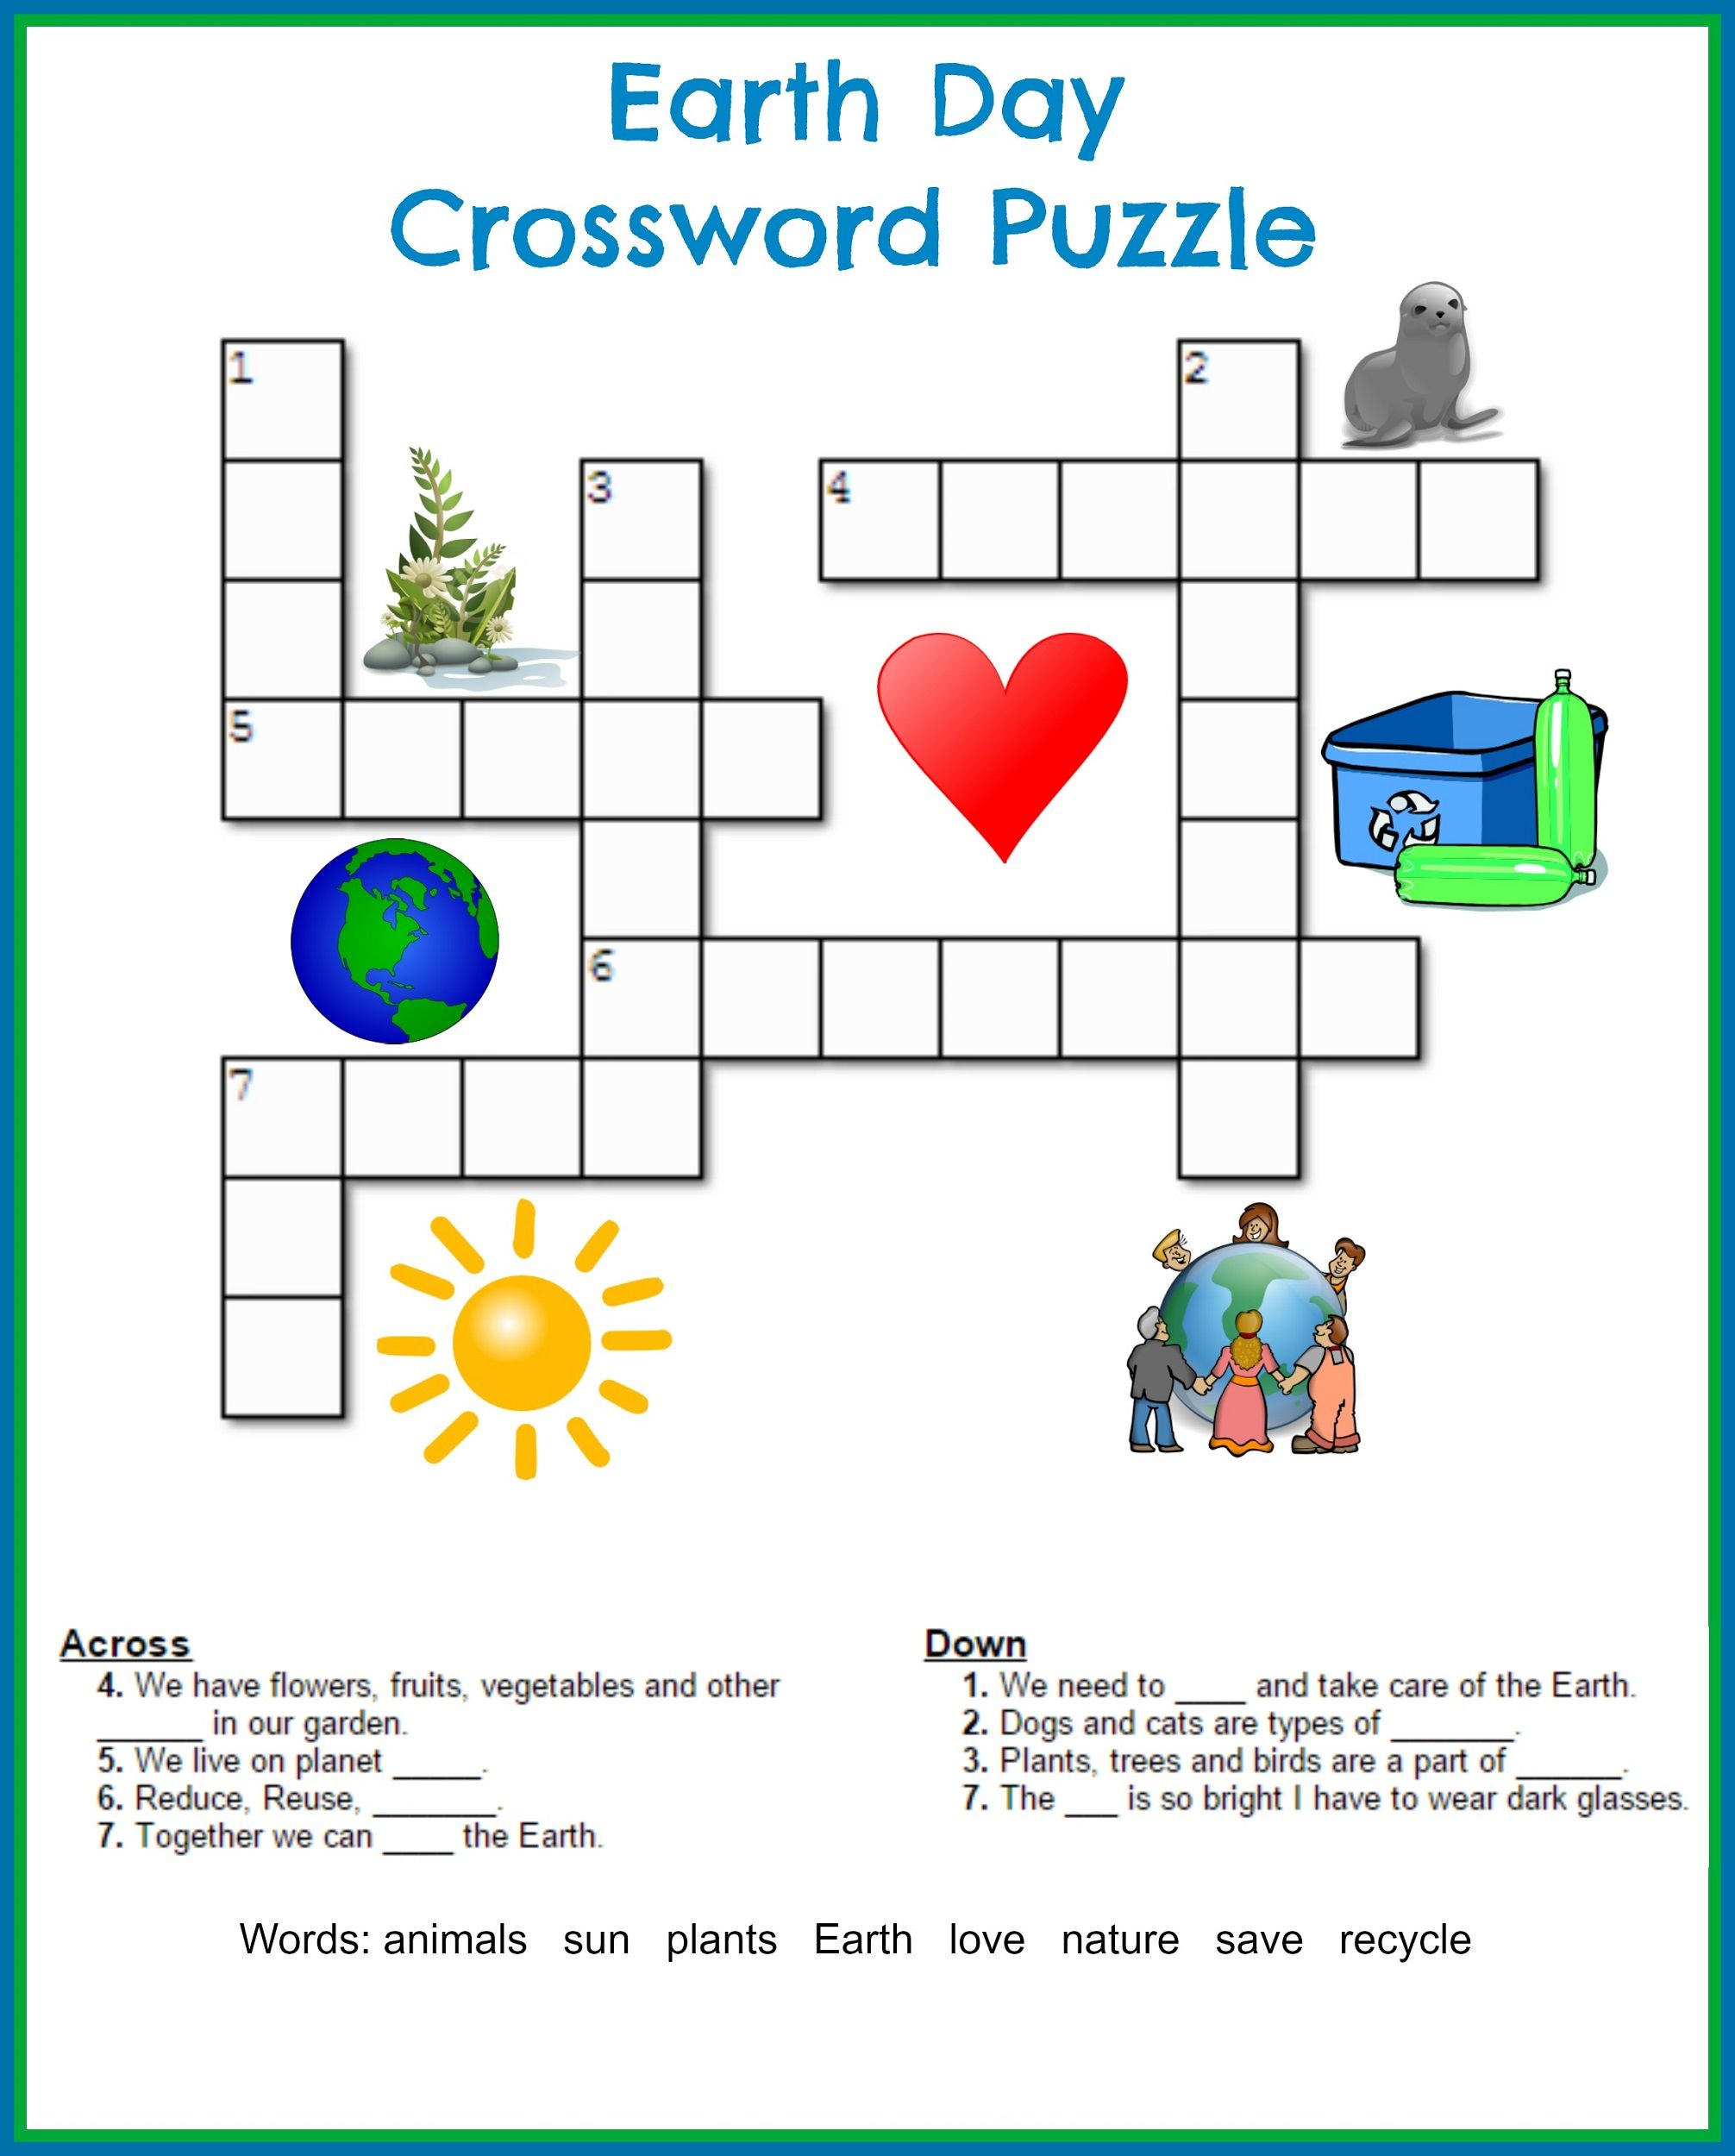 Earth Day
Crossword Puzzle
1
2
3
4
5
6
7
Across
4. We have flowers, fruits, vegetables and other
______ in our garden.
5. We live on planet _____.
6. Reduce, Reuse, _______.
7. Together we can ____ the Earth.
Down
1. We need to ____ and take care of the Earth.
2. Dogs and cats are types of _______.
3. Plants, trees and birds are a part of ______.
7. The ___ is so bright I have to wear dark glasses.
Words: animals sun plants Earth love nature save recycle